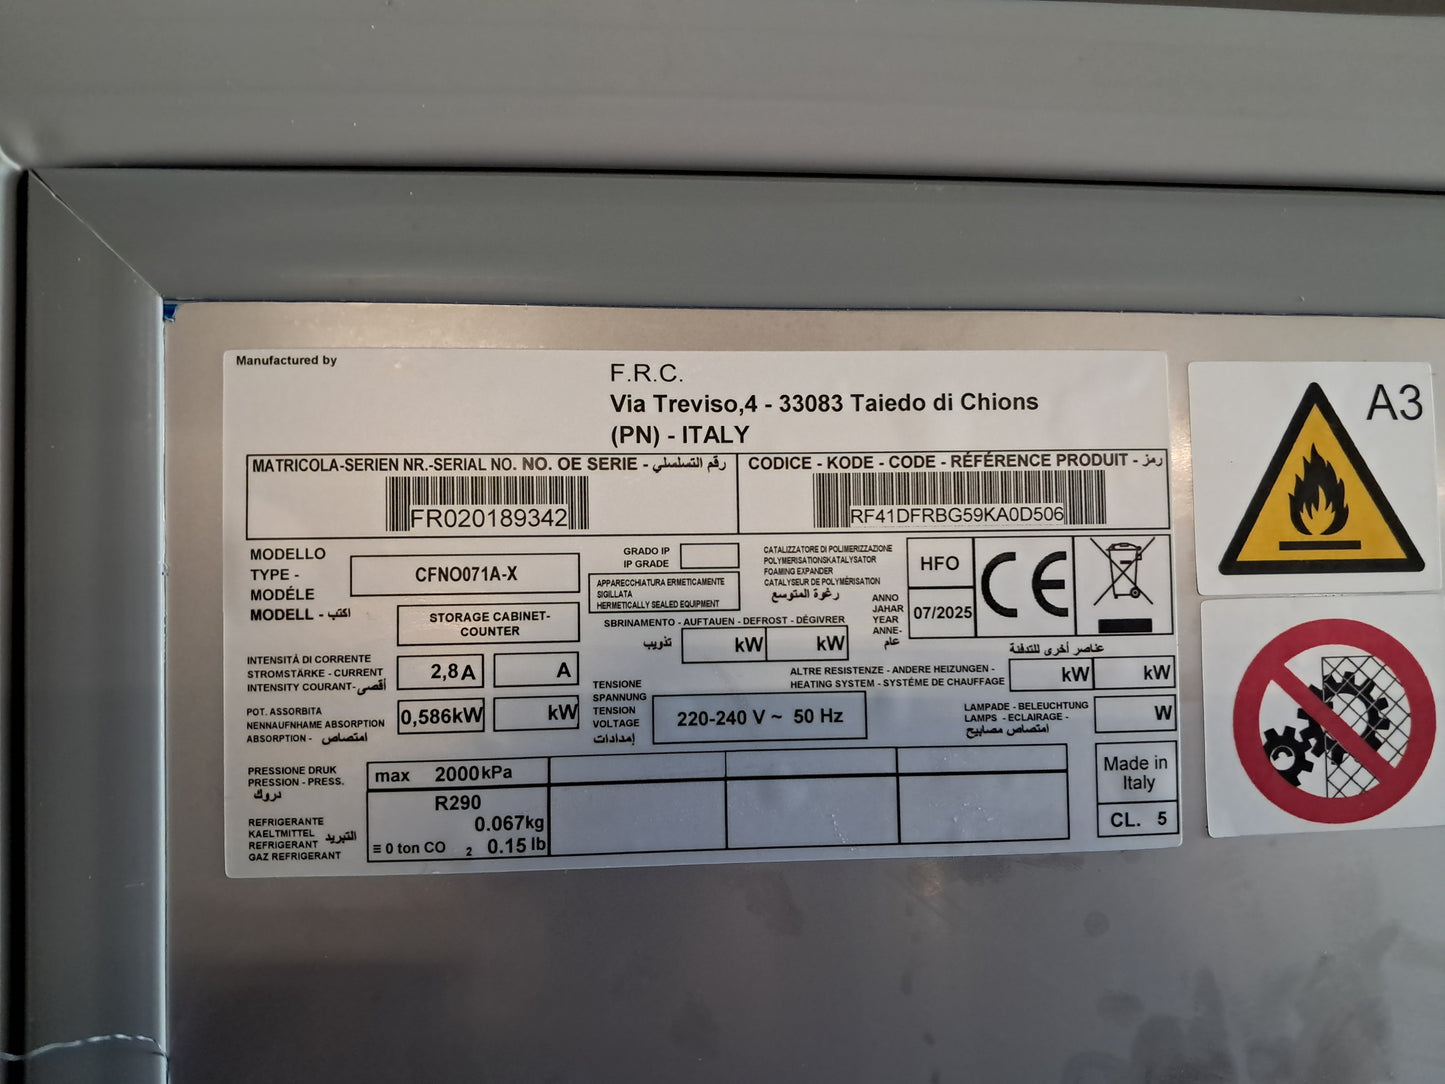 Manufactured by
F.R.C.
Via Treviso,4 - 33083 Taiedo di Chions
(PN) - ITALY
MATRICOLA-SERIEN NR.-SERIAL NO. NO. OE SERIE - رقم التسلسلي
FR020189342
CODICE - KODE - CODE - RÉFÉRENCE PRODUIT - رمز
RF41DFRBG59KA0D506
MODELLO
TYPE -
MODÉLE
MODELL - اكتب
CFNO071A-X
STORAGE CABINET-
COUNTER
GRADO IP
IP GRADE
APPARECCHIATURA ERMETICAMENTE
SIGILLATA
HERMETICALLY SEALED EQUIPMENT
CATALIZZATORE DI POLIMERIZZAZIONE
POLYMERISATIONSKATALYSATOR
FOAMING EXPANDER
CATALYSEUR DE POLYMÉRISATION
رغوة المتوسع
HFO
ANNO
JAHAR
YEAR
ANNE-
عام
07/2025
CE
SBRINAMENTO - AUFTAUEN - DEFROST - DÉGIVRER
تذويب
kW
kW
INTENSITÁ DI CORRENTE
STROMSTÄRKE - CURRENT
INTENSITY COURANT- أقصى
2,8A
A
ALTRE RESISTENZE - ANDERE HEIZUNGEN -
HEATING SYSTEM - SYSTÉME DE CHAUFFAGE
عناصر أخرى للتدفئة
kW
kW
POT. ASSORBITA
NENNAUFNHAME ABSORPTION
ABSORPTION - امتصاص
0,586kW
kW
TENSIONE
SPANNUNG
TENSION
VOLTAGE
إمدادات
220-240 V ~ 50 Hz
LAMPADE - BELEUCHTUNG
LAMPS - ECLAIRAGE -
امتصاص مصابيح
W
PRESSIONE DRUK
PRESSION - PRESS.
دروك
max 2000kPa
REFRIGERANTE
KAELTMITTEL
REFRIGERANT
GAZ REFRIGERANT
التبريد
R290
0.067kg
≡ 0 ton CO 2 0.15 lb
Made in
Italy
CL. 5
A3